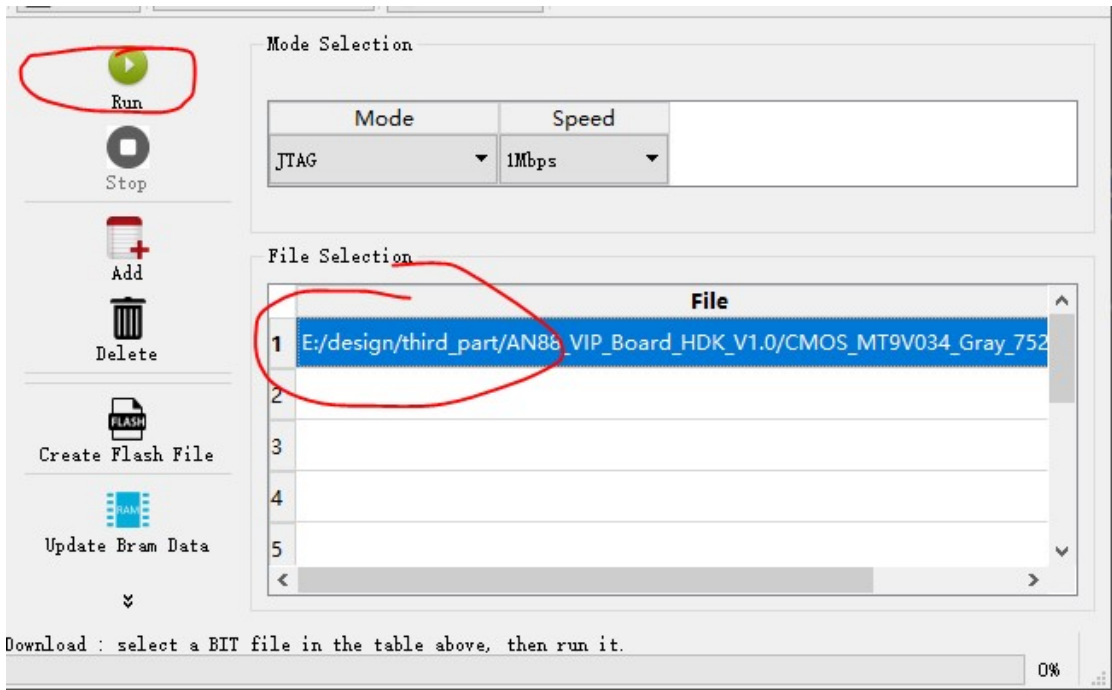 Run
Stop
Add
Delete
Create Flash File
Update Bram Data
Mode Selection
Mode Speed
JTAG 1Mbps
File Selection
File
1 E:/design/third_part/AN88_VIP_Board_HDK_V1.0/CMOS_MT9V034_Gray_752
2
3
4
5
FLASH
RAM
Download : select a BIT file in the table above, then run it.
0%